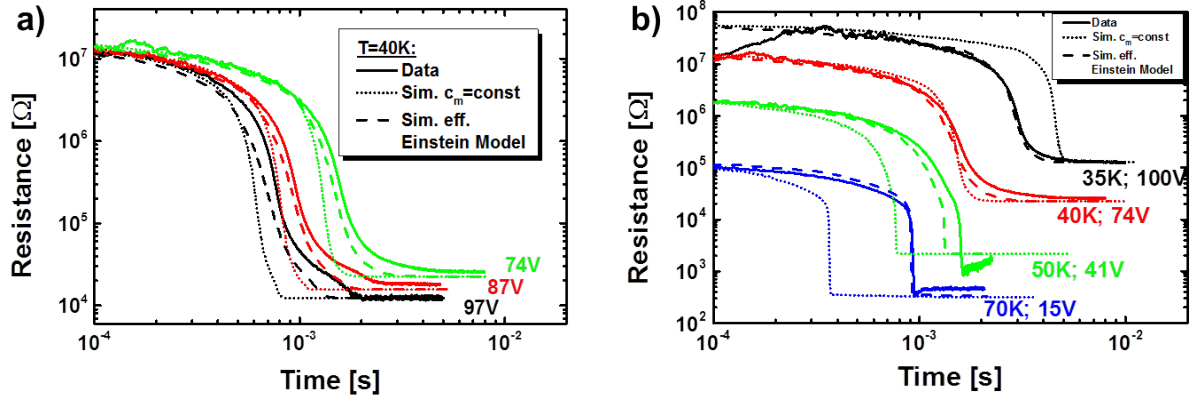 a)
Resistance [Ω]
10^7
10^6
10^5
10^4
T=40K:
Data
Sim. c_m=const
Sim. eff.
Einstein Model
74V
87V
97V
10^-4
10^-3
10^-2
Time [s]
b)
Resistance [Ω]
10^8
10^7
10^6
10^5
10^4
10^3
10^2
Data
Sim. c_m=const
Sim. eff.
Einstein Model
35K; 100V
40K; 74V
50K; 41V
70K; 15V
10^-4
10^-3
10^-2
Time [s]